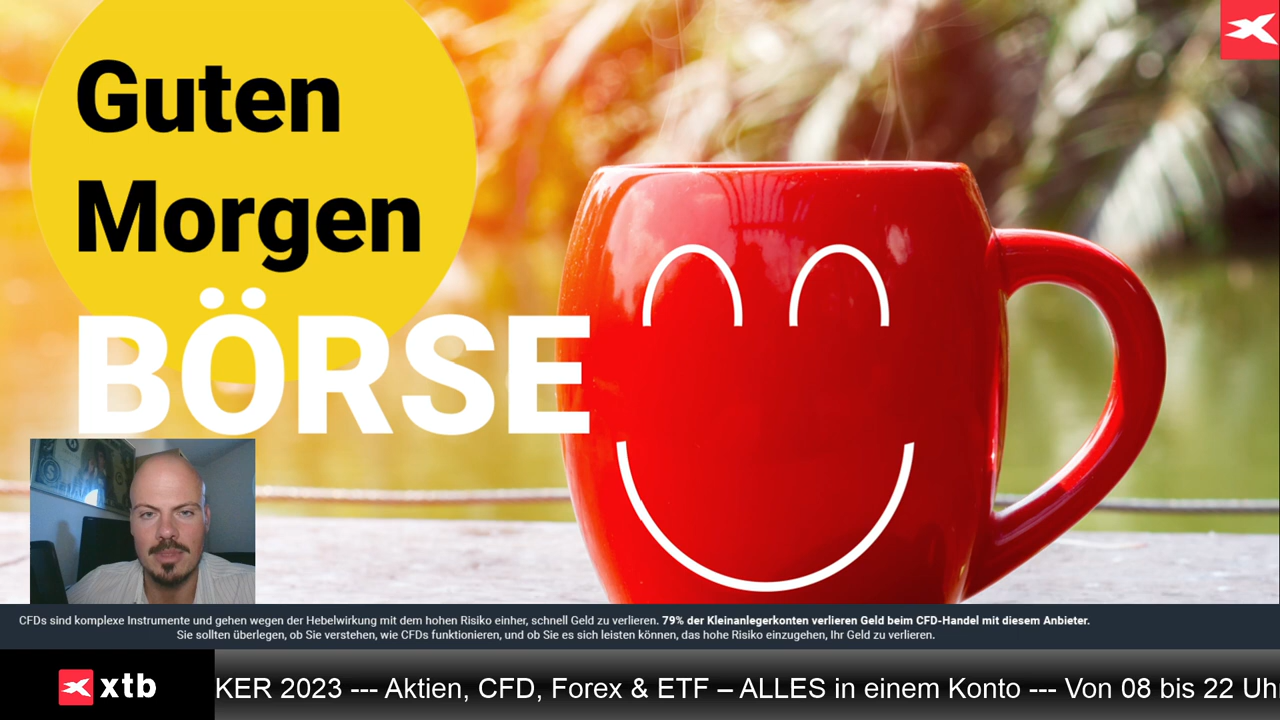 Guten
Morgen
BÖRSE
CFDs sind komplexe Instrumente und gehen wegen der Hebelwirkung mit dem hohen Risiko einher, schnell Geld zu verlieren. 79% der Kleinanlegerkonten verlieren Geld beim CFD-Handel mit diesem Anbieter.
Sie sollten überlegen, ob Sie verstehen, wie CFDs funktionieren, und ob Sie es sich leisten können, das hohe Risiko einzugehen, Ihr Geld zu verlieren.
xtb
KER 2023 --- Aktien, CFD, Forex & ETF – ALLES in einem Konto --- Von 08 bis 22 Uh